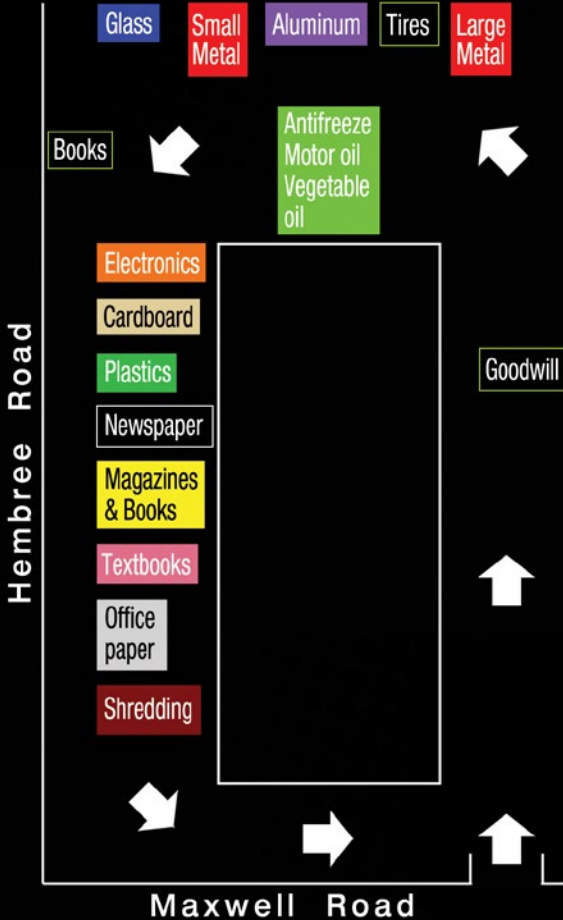 Glass
Small
Metal
Aluminum
Tires
Large
Metal
Books
Antifreeze
Motor oil
Vegetable
oil
Electronics
Cardboard
Plastics
Newspaper
Magazines
& Books
Textbooks
Office
paper
Shredding
Goodwill
Hembree Road
Maxwell Road